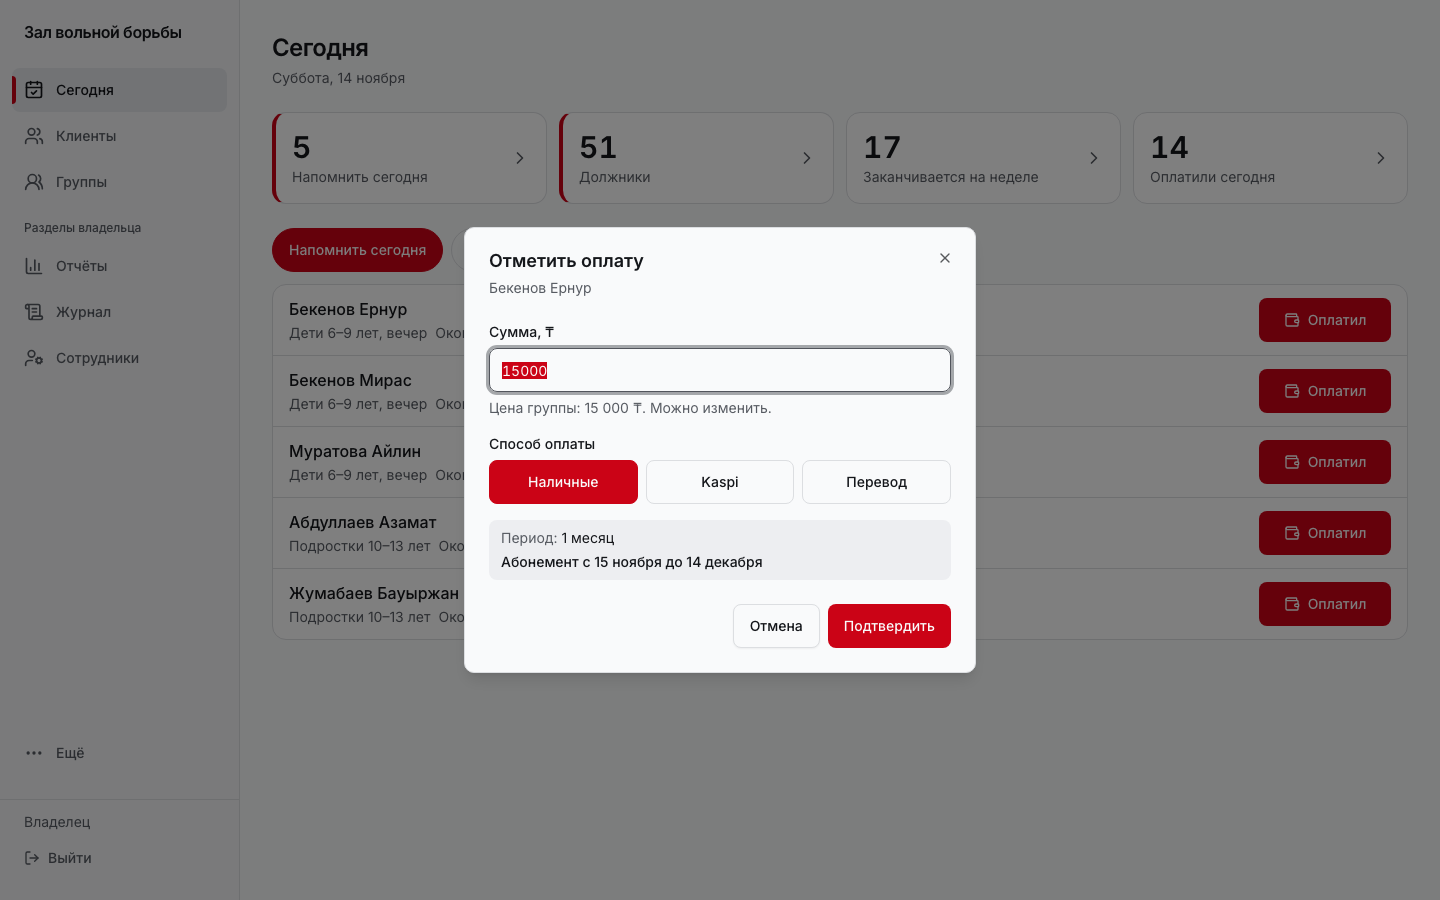 Зал вольной борьбы
Сегодня
Клиенты
Группы
Разделы владельца
Отчёты
Журнал
Сотрудники
Ещё
Владелец
Выйти
Сегодня
Суббота, 14 ноября
5
Напомнить сегодня
51
Должники
17
Заканчивается на неделе
14
Оплатили сегодня
Напомнить сегодня
Бекенов Ернур
Дети 6–9 лет, вечер
Оплатил
Бекенов Мирас
Дети 6–9 лет, вечер
Оплатил
Муратова Айлин
Дети 6–9 лет, вечер
Оплатил
Абдуллаев Азамат
Подростки 10–13 лет
Оплатил
Жумабаев Бауыржан
Подростки 10–13 лет
Оплатил
Отметить оплату
Бекенов Ернур
Сумма, ₸
15000
Цена группы: 15 000 ₸. Можно изменить.
Способ оплаты
Наличные
Kaspi
Перевод
Период: 1 месяц
Абонемент с 15 ноября до 14 декабря
Отмена
Подтвердить